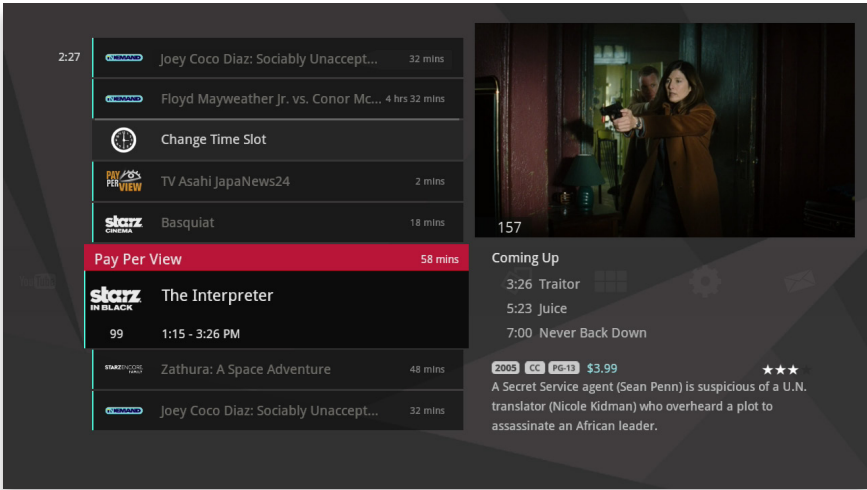 2:27
ONDEMAND
Joey Coco Diaz: Sociably Unaccept... 32 mins
ONDEMAND
Floyd Mayweather Jr. vs. Conor Mc... 4 hrs 32 mins
Change Time Slot
PAY PER VIEW
TV Asahi JapaNews24 2 mins
starz CINEMA
Basquiat 18 mins
Pay Per View 58 mins
starz IN BLACK
The Interpreter
99 1:15 - 3:26 PM
STARZENCORE FAMILY
Zathura: A Space Adventure 48 mins
ONDEMAND
Joey Coco Diaz: Sociably Unaccept... 32 mins
157
Coming Up
3:26 Traitor
5:23 Juice
7:00 Never Back Down
2005 CC PG-13 $3.99
A Secret Service agent (Sean Penn) is suspicious of a U.N.
translator (Nicole Kidman) who overheard a plot to
assassinate an African leader.